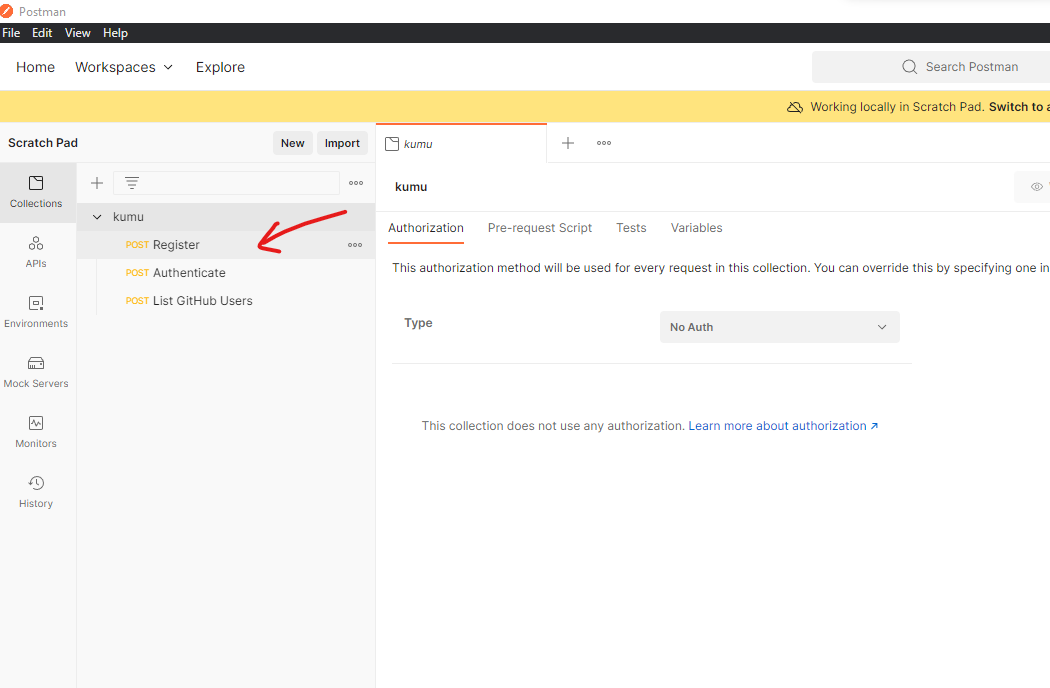 Postman
File Edit View Help
Home Workspaces Explore Search Postman
Working locally in Scratch Pad. Switch to a
Scratch Pad New Import kumu
kumu
Collections
kumu
Authorization Pre-request Script Tests Variables
POST Register
APIs
This authorization method will be used for every request in this collection. You can override this by specifying one in
POST Authenticate
POST List GitHub Users
Environments
Type No Auth
Mock Servers
This collection does not use any authorization. Learn more about authorization ↗
Monitors
History